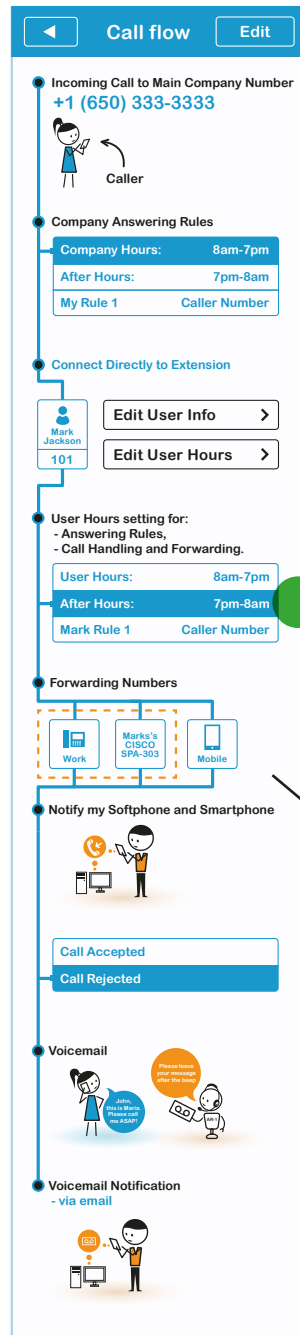 Call flow
Edit
Incoming Call to Main Company Number
+1 (650) 333-3333
Caller
Company Answering Rules
Company Hours: 8am-7pm
After Hours: 7pm-8am
My Rule 1 Caller Number
Connect Directly to Extension
Mark
Jackson
101
Edit User Info
Edit User Hours
User Hours setting for:
- Answering Rules,
- Call Handling and Forwarding.
User Hours: 8am-7pm
After Hours: 7pm-8am
Mark Rule 1 Caller Number
Forwarding Numbers
Work
Marks's
CISCO
SPA-303
Mobile
Notify my Softphone and Smartphone
Call Accepted
Call Rejected
Voicemail
Please leave
your message
after the beep
John,
this is Maria.
Please call
me ASAP!
Voicemail Notification
- via email